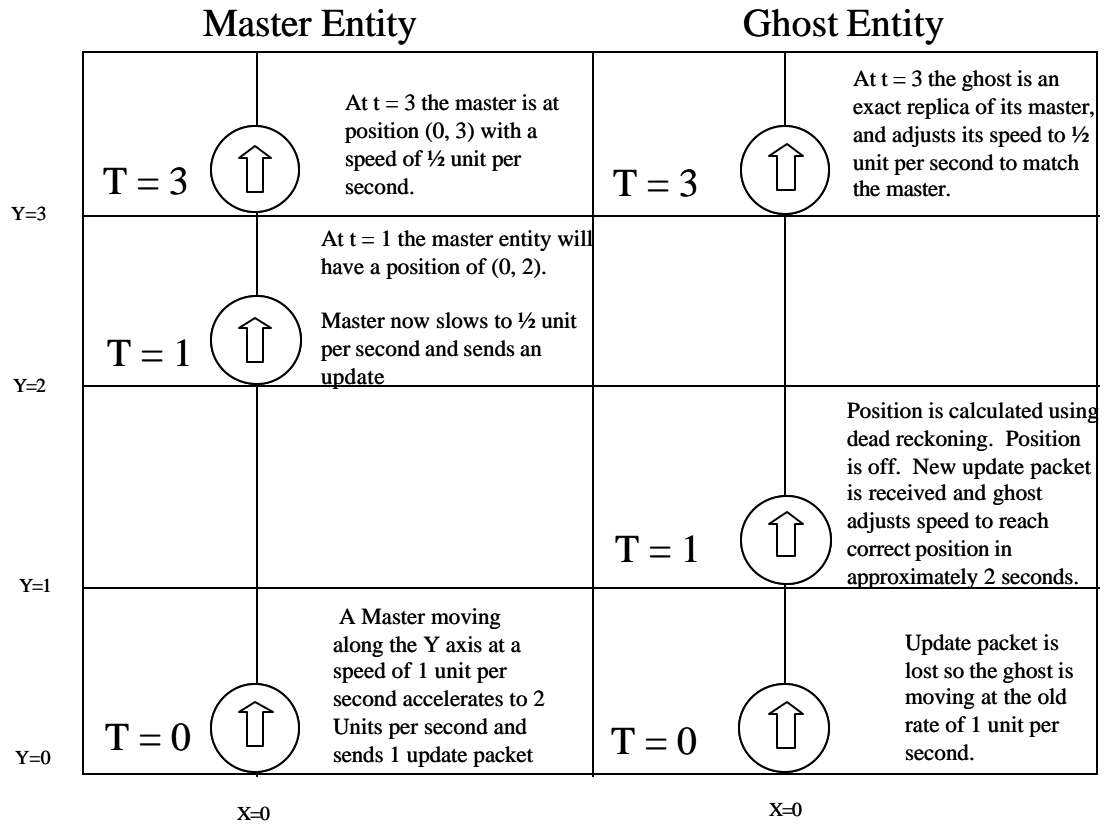 Master Entity
Ghost Entity
At t = 3 the master is at
position (0, 3) with a
speed of ½ unit per
second.
T = 3
At t = 3 the ghost is an
exact replica of its master,
and adjusts its speed to ½
unit per second to match
the master.
T = 3
Y=3
At t = 1 the master entity will
have a position of (0, 2).
Master now slows to ½ unit
per second and sends an
update
T = 1
Y=2
Position is calculated using
dead reckoning. Position
is off. New update packet
is received and ghost
adjusts speed to reach
correct position in
approximately 2 seconds.
T = 1
Y=1
A Master moving
along the Y axis at a
speed of 1 unit per
second accelerates to 2
Units per second and
sends 1 update packet
T = 0
Update packet is
lost so the ghost is
moving at the old
rate of 1 unit per
second.
T = 0
Y=0
X=0
X=0